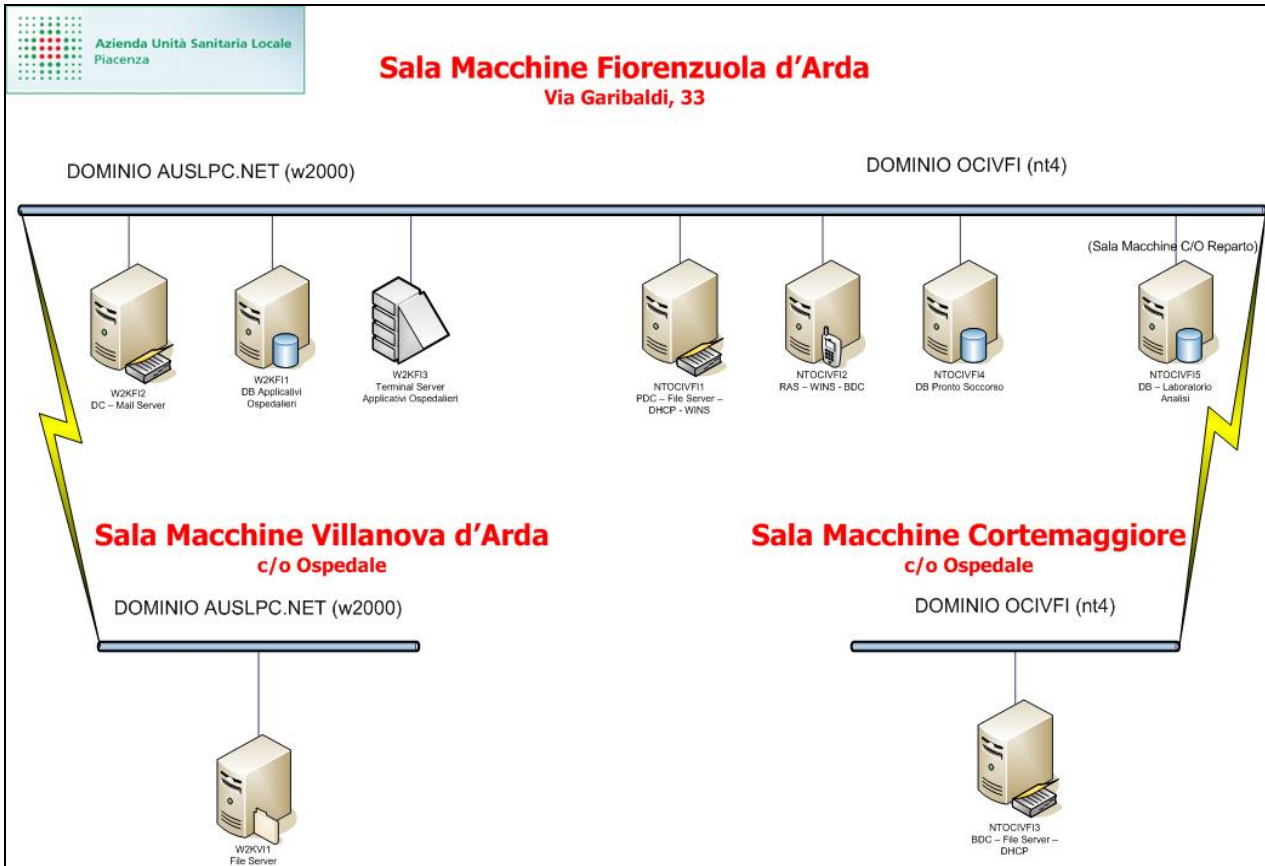 Azienda Unità Sanitaria Locale
Piacenza
Sala Macchine Fiorenzuola d'Arda
Via Garibaldi, 33
DOMINIO AUSLPC.NET (w2000)
DOMINIO OCIVFI (nt4)
(Sala Macchine C/O Reparto)
W2KFI2
DC – Mail Server
W2KFI1
DB Applicativi
Ospedalieri
W2KFI3
Terminal Server
Applicativi Ospedalieri
NTOCIVFI1
PDC – File Server –
DHCP - WINS
NTOCIVFI2
RAS – WINS - BDC
NTOCIVFI4
DB Pronto Soccorso
NTOCIVFI5
DB – Laboratorio
Analisi
Sala Macchine Villanova d'Arda
c/o Ospedale
DOMINIO AUSLPC.NET (w2000)
W2KVI1
File Server
Sala Macchine Cortemaggiore
c/o Ospedale
DOMINIO OCIVFI (nt4)
NTOCIVFI3
BDC – File Server –
DHCP